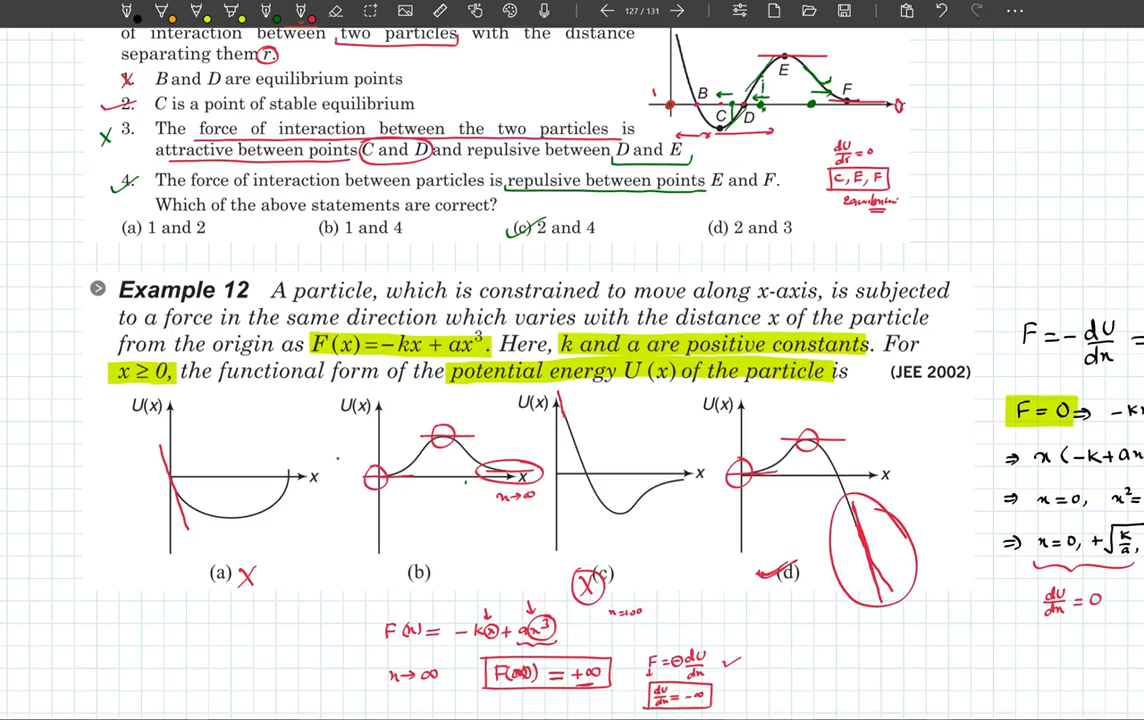 127 / 131
of interaction between two particles with the distance
separating them r.
1. B and D are equilibrium points
2. C is a point of stable equilibrium
3. The force of interaction between the two particles is
attractive between points C and D and repulsive between D and E
4. The force of interaction between particles is repulsive between points E and F.
Which of the above statements are correct?
(a) 1 and 2 (b) 1 and 4 (c) 2 and 4 (d) 2 and 3
B C D E F
dU/dr = 0
C, E, F
Equilibrium
Example 12 A particle, which is constrained to move along x-axis, is subjected
to a force in the same direction which varies with the distance x of the particle
from the origin as F(x)=−kx + ax³. Here, k and a are positive constants. For
x ≥ 0, the functional form of the potential energy U (x) of the particle is (JEE 2002)
U(x) x U(x) x U(x) x U(x) x
x→∞
(a) X (b) X (c) (d)
x=+∞
F(x) = −kx + ax³
x→∞ F(∞) = +∞
F = −dU/dx
dU/dx = −∞
F = − dU/dx =
F = 0 ⇒ −k
⇒ x (−k + ax
⇒ x=0, x²=
⇒ x=0, +√k/a,
dU/dx = 0